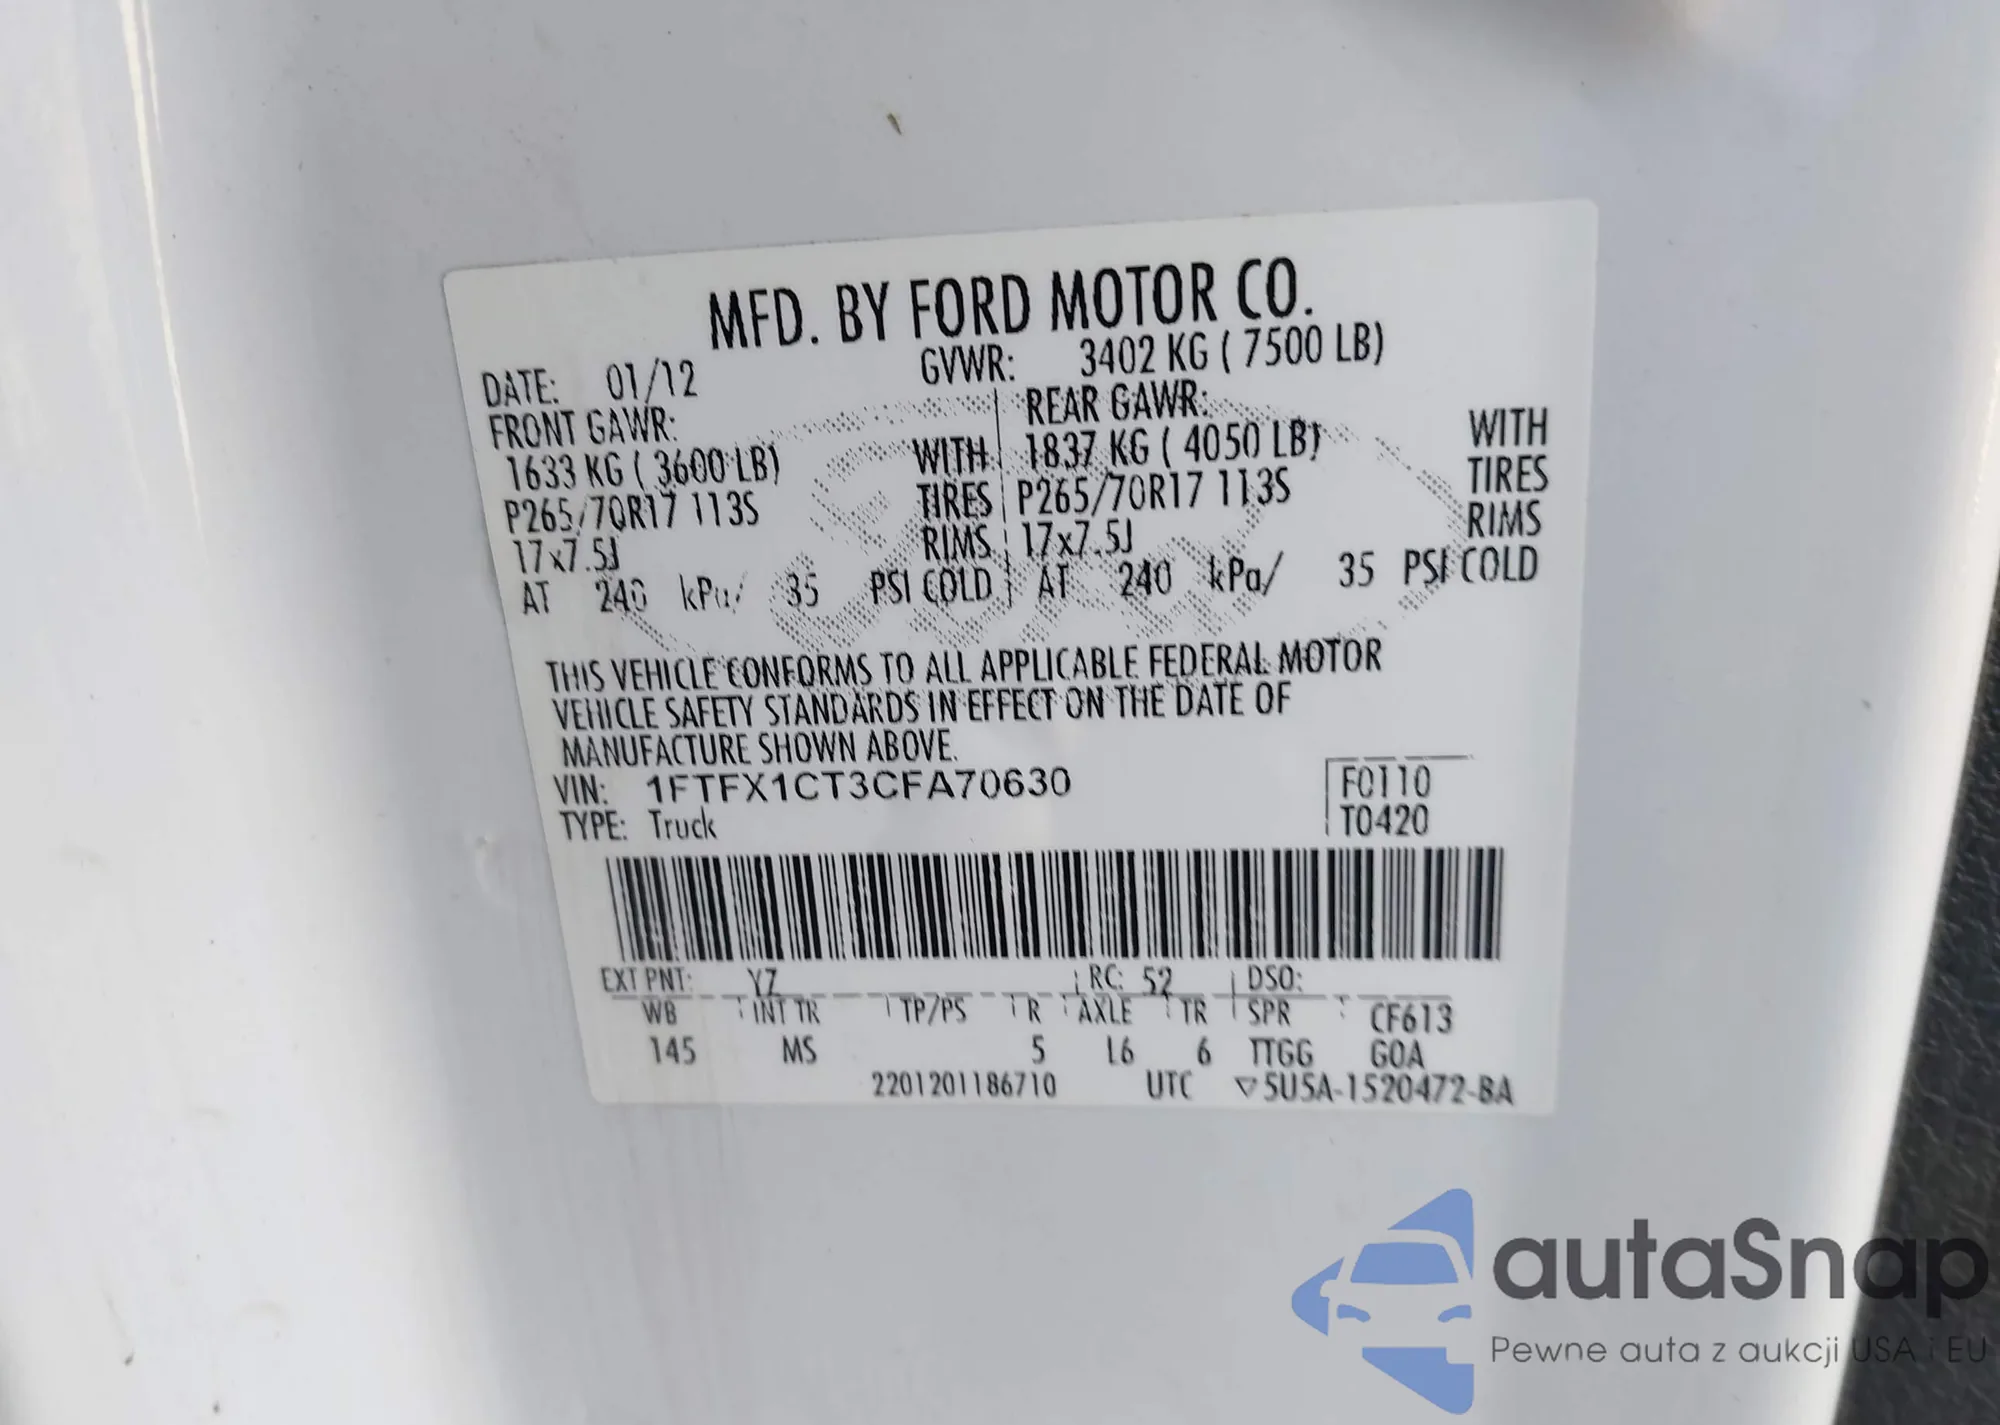 MFD. BY FORD MOTOR CO.
DATE: 01/12 GVWR: 3402 KG ( 7500 LB)
FRONT GAWR: REAR GAWR:
1633 KG ( 3600 LB) WITH 1837 KG ( 4050 LB) WITH
P265/70R17 113S TIRES P265/70R17 113S TIRES
17x7.5J RIMS 17x7.5J RIMS
AT 240 kPa/ 35 PSI COLD AT 240 kPa/ 35 PSI COLD
THIS VEHICLE CONFORMS TO ALL APPLICABLE FEDERAL MOTOR
VEHICLE SAFETY STANDARDS IN EFFECT ON THE DATE OF
MANUFACTURE SHOWN ABOVE.
VIN: 1FTFX1CT3CFA70630 F0110
TYPE: Truck T0420
EXT PNT: YZ RC: 52 DSO:
WB INT TR TP/PS R AXLE TR SPR CF613
145 MS 5 L6 6 TTGG GOA
2201201186710 UTC ▽5U5A-1520472-BA
autaSnap
Pewne auta z aukcji USA i EU